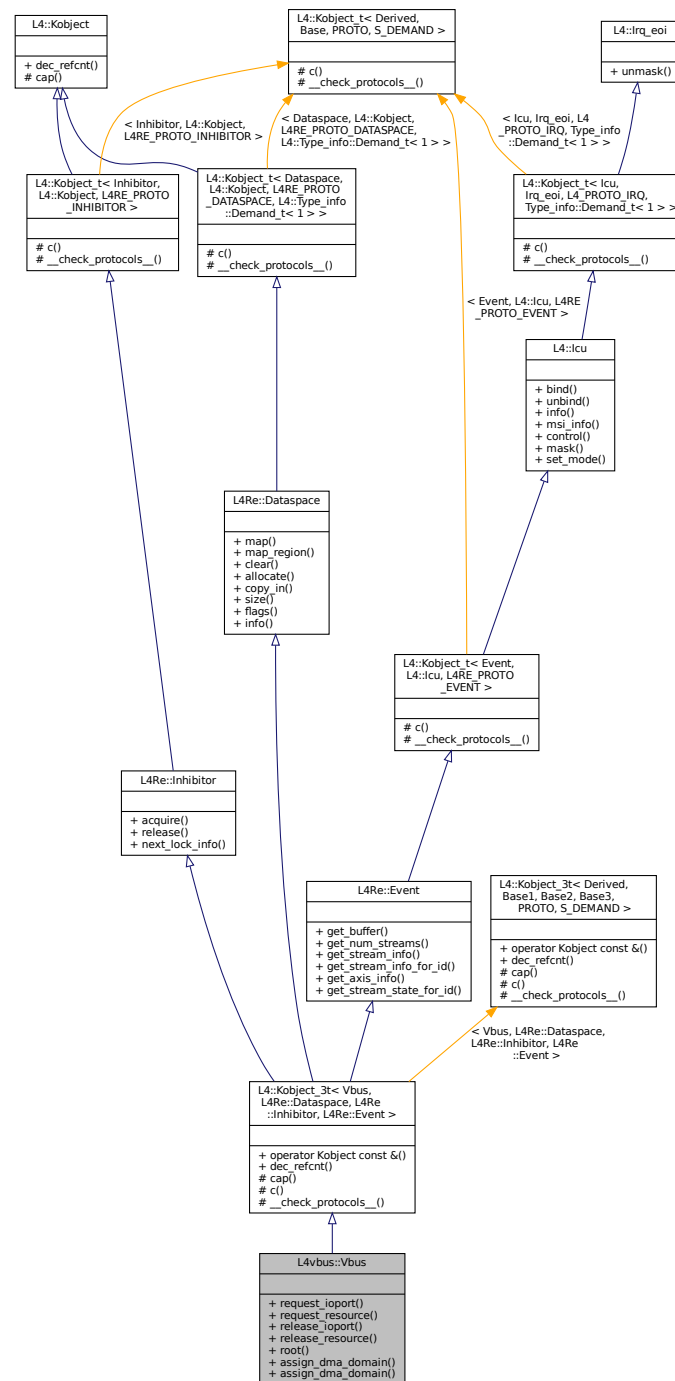 L4::Kobject
+ dec_refcnt()
# cap()
L4::Kobject_t< Derived,
Base, PROTO, S_DEMAND >
# c()
# __check_protocols__()
L4::Irq_eoi
+ unmask()
< Inhibitor, L4::Kobject,
L4RE_PROTO_INHIBITOR >
< Dataspace, L4::Kobject,
L4RE_PROTO_DATASPACE,
L4::Type_info::Demand_t< 1 > >
< Icu, Irq_eoi, L4
_PROTO_IRQ, Type_info
::Demand_t< 1 > >
L4::Kobject_t< Inhibitor,
L4::Kobject, L4RE_PROTO
_INHIBITOR >
# c()
# __check_protocols__()
L4::Kobject_t< Dataspace,
L4::Kobject, L4RE_PROTO
_DATASPACE, L4::Type_info
::Demand_t< 1 > >
# c()
# __check_protocols__()
L4::Kobject_t< Icu,
Irq_eoi, L4_PROTO_IRQ,
Type_info::Demand_t< 1 > >
# c()
# __check_protocols__()
< Event, L4::Icu, L4RE
_PROTO_EVENT >
L4::Icu
+ bind()
+ unbind()
+ info()
+ msi_info()
+ control()
+ mask()
+ set_mode()
L4Re::Dataspace
+ map()
+ map_region()
+ clear()
+ allocate()
+ copy_in()
+ size()
+ flags()
+ info()
L4::Kobject_t< Event,
L4::Icu, L4RE_PROTO
_EVENT >
# c()
# __check_protocols__()
L4Re::Inhibitor
+ acquire()
+ release()
+ next_lock_info()
L4Re::Event
+ get_buffer()
+ get_num_streams()
+ get_stream_info()
+ get_stream_info_for_id()
+ get_axis_info()
+ get_stream_state_for_id()
L4::Kobject_3t< Derived,
Base1, Base2, Base3,
PROTO, S_DEMAND >
+ operator Kobject const &()
+ dec_refcnt()
# cap()
# c()
# __check_protocols__()
< Vbus, L4Re::Dataspace,
L4Re::Inhibitor, L4Re
::Event >
L4::Kobject_3t< Vbus,
L4Re::Dataspace, L4Re
::Inhibitor, L4Re::Event >
+ operator Kobject const &()
+ dec_refcnt()
# cap()
# c()
# __check_protocols__()
L4vbus::Vbus
+ request_ioport()
+ request_resource()
+ release_ioport()
+ release_resource()
+ root()
+ assign_dma_domain()
+ assign_dma_domain()